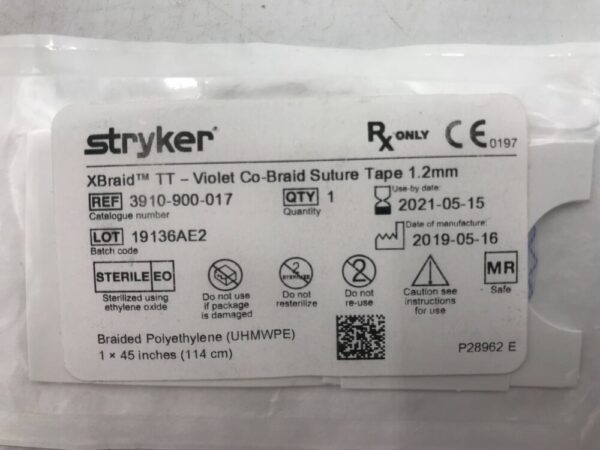 stryker®
Rx ONLY CE 0197
XBraid™ TT – Violet Co-Braid Suture Tape 1.2mm
REF 3910-900-017
Catalogue number
QTY 1
Quantity
Use-by date:
2021-05-15
LOT 19136AE2
Batch code
Date of manufacture:
2019-05-16
STERILE EO
Sterilized using
ethylene oxide
Do not use
if package
is damaged
2
STERILIZE
Do not
resterilize
2
Do not
re-use
Caution see
instructions
for use
MR
Safe
Braided Polyethylene (UHMWPE)
1 × 45 inches (114 cm)
P28962 E